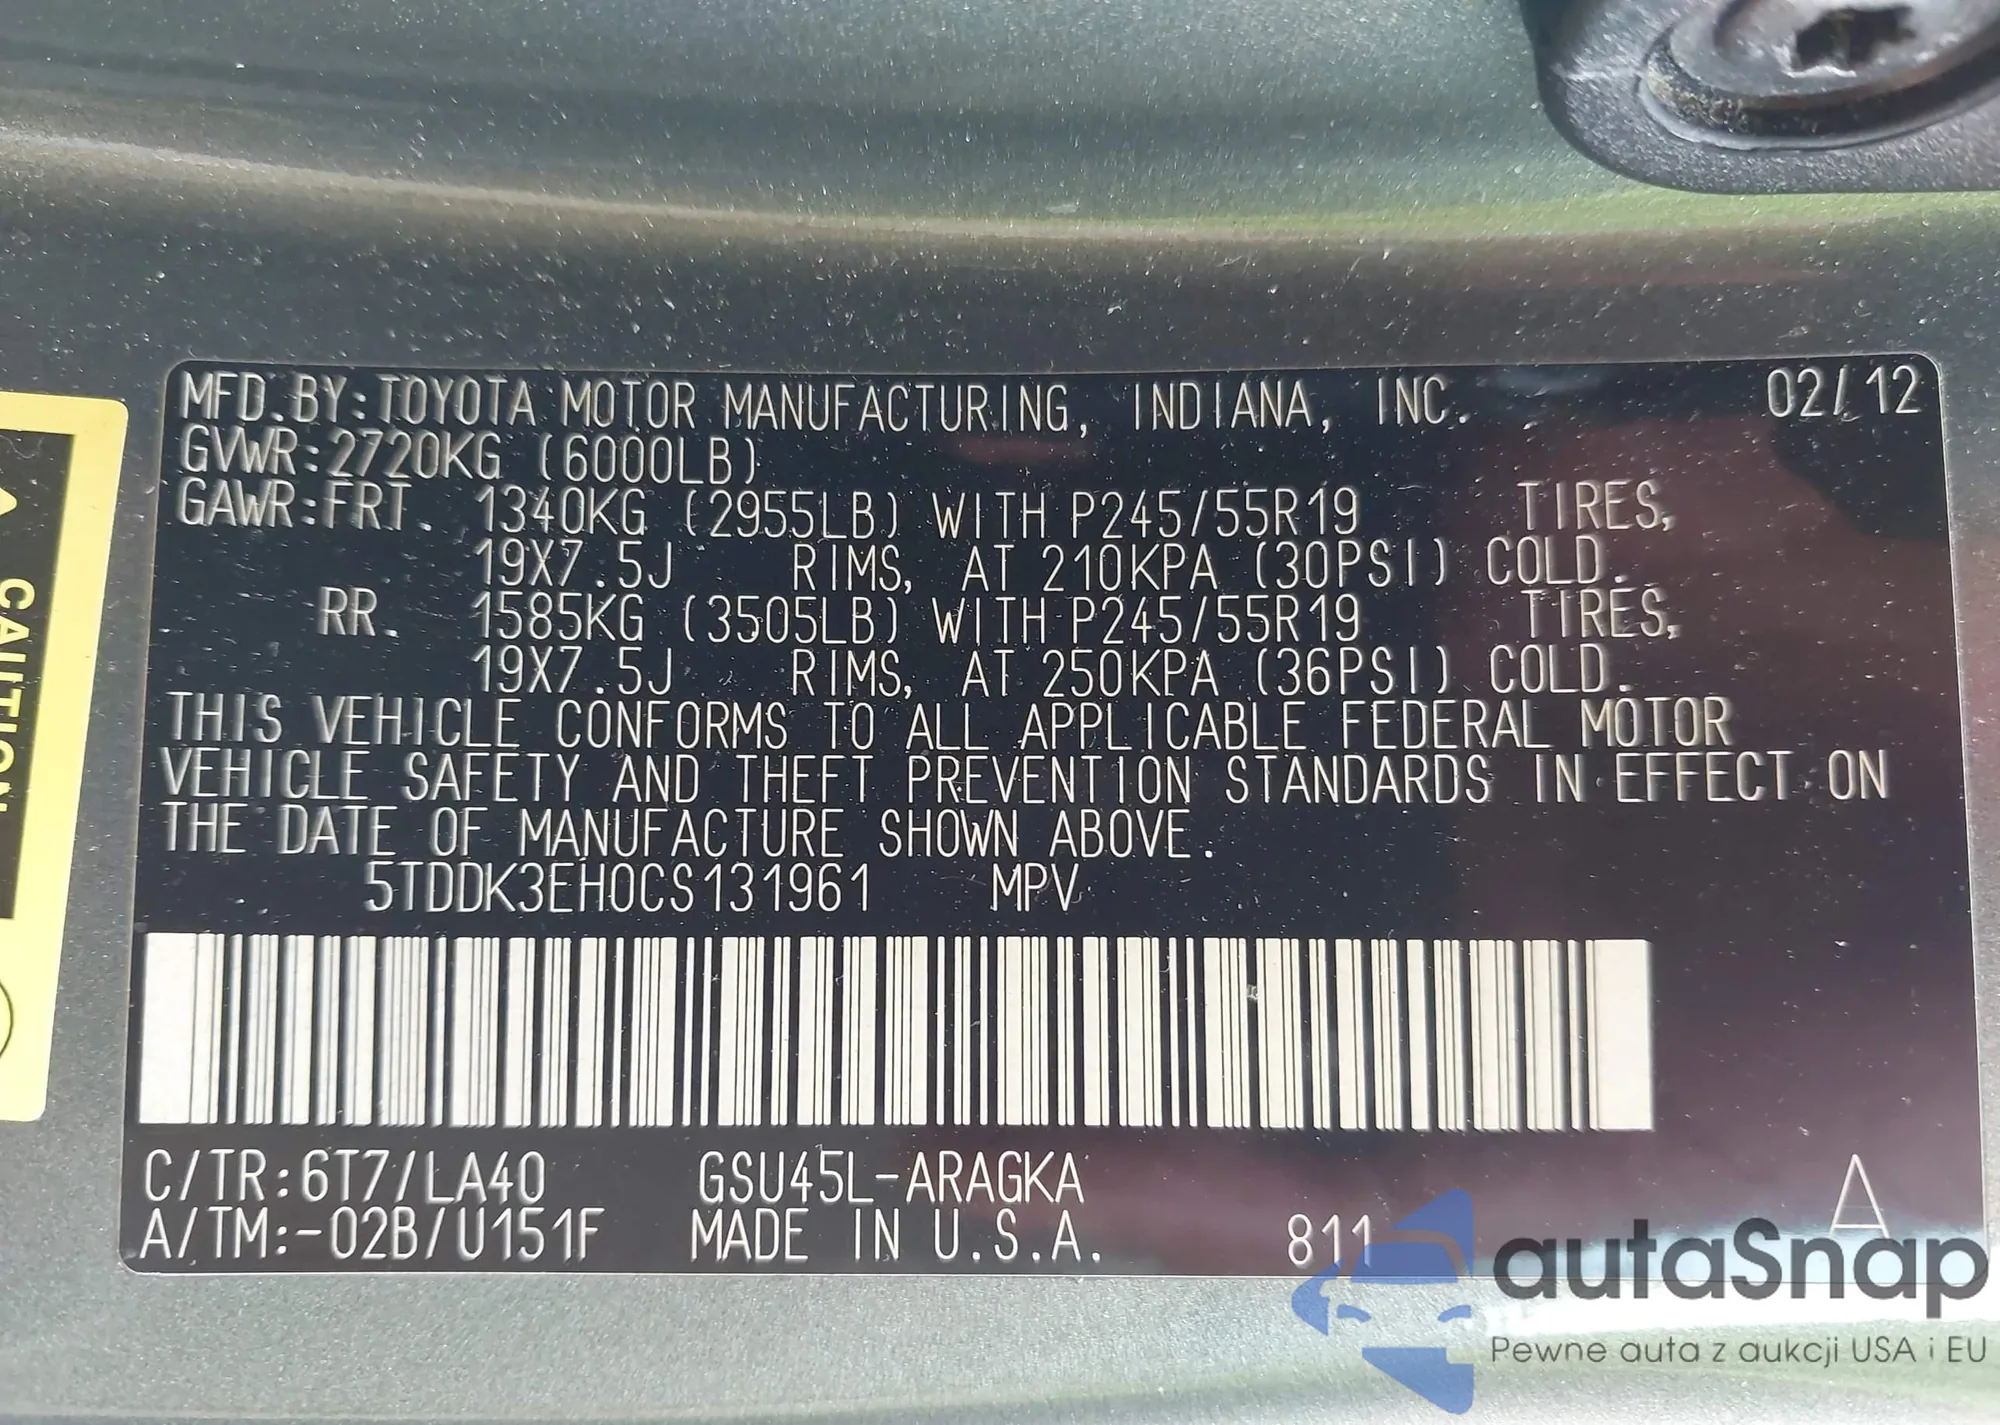 MFD.BY:TOYOTA MOTOR MANUFACTURING, INDIANA, INC. 02/12
GVWR:2720KG (6000LB)
GAWR:FRT. 1340KG (2955LB) WITH P245/55R19 TIRES,
19X7.5J RIMS, AT 210KPA (30PSI) COLD.
RR. 1585KG (3505LB) WITH P245/55R19 TIRES,
19X7.5J RIMS, AT 250KPA (36PSI) COLD.
THIS VEHICLE CONFORMS TO ALL APPLICABLE FEDERAL MOTOR
VEHICLE SAFETY AND THEFT PREVENTION STANDARDS IN EFFECT ON
THE DATE OF MANUFACTURE SHOWN ABOVE.
5TDDK3EH0CS131961 MPV
C/TR:6T7/LA40 GSU45L-ARAGKA A
A/TM:-02B/U151F MADE IN U.S.A. 811
CAUTION
autoSnap
Pewne auta z aukcji USA i EU